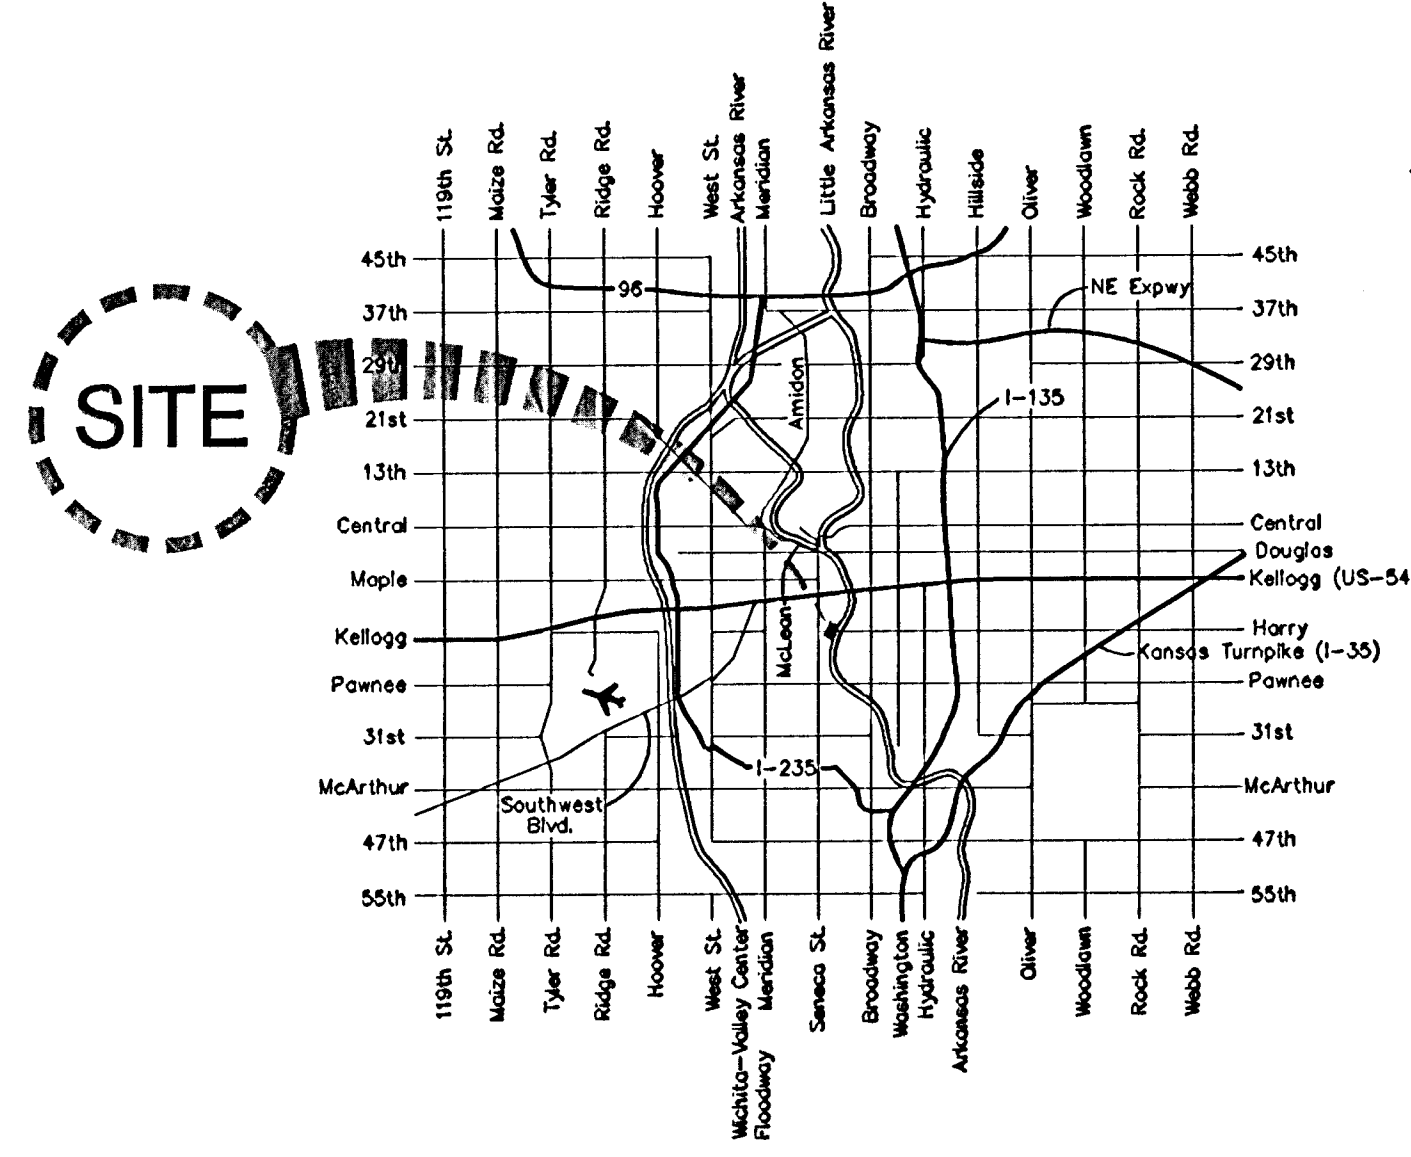 119th St.
Maize Rd.
Tyler Rd.
Ridge Rd.
Hoover
West St.
Arkansas River
Meridian
Little Arkansas River
Broadway
Hydraulic
Hillside
Oliver
Woodlawn
Rock Rd.
Webb Rd.
45th
45th
96
NE Expwy
37th
37th
29th
29th
SITE
Amidon
I-135
21st
21st
13th
13th
Central
Central
Douglas
Maple
Kellogg (US-54
McLean
Kellogg
Harry
Kansas Turnpike (I-35)
Pawnee
Pawnee
31st
31st
I-235
McArthur
McArthur
Southwest
Blvd.
47th
47th
55th
55th
119th St.
Maize Rd.
Tyler Rd.
Ridge Rd.
Hoover
West St.
Wichita-Valley Center
Floodway
Meridian
Seneca St.
Broadway
Washington
Hydraulic
Arkansas River
Oliver
Woodlawn
Rock Rd.
Webb Rd.